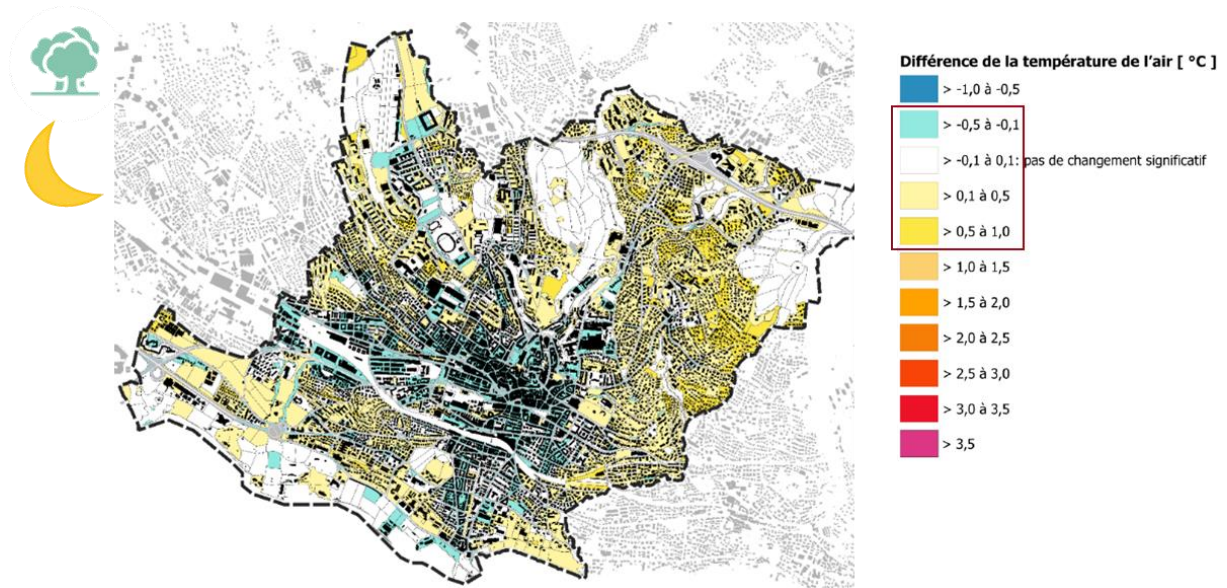 Différence de la température de l'air [ °C ]
> -1,0 à -0,5
> -0,5 à -0,1
> -0,1 à 0,1: pas de changement significatif
> 0,1 à 0,5
> 0,5 à 1,0
> 1,0 à 1,5
> 1,5 à 2,0
> 2,0 à 2,5
> 2,5 à 3,0
> 3,0 à 3,5
> 3,5